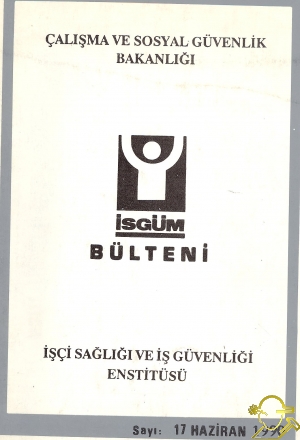 ÇALIŞMA VE SOSYAL GÜVENLİK
BAKANLIĞI
İSGÜM
BÜLTENİ
İŞÇİ SAĞLIĞI VE İŞ GÜVENLİĞİ
ENSTİTÜSÜ
Sayı: 17 HAZİRAN